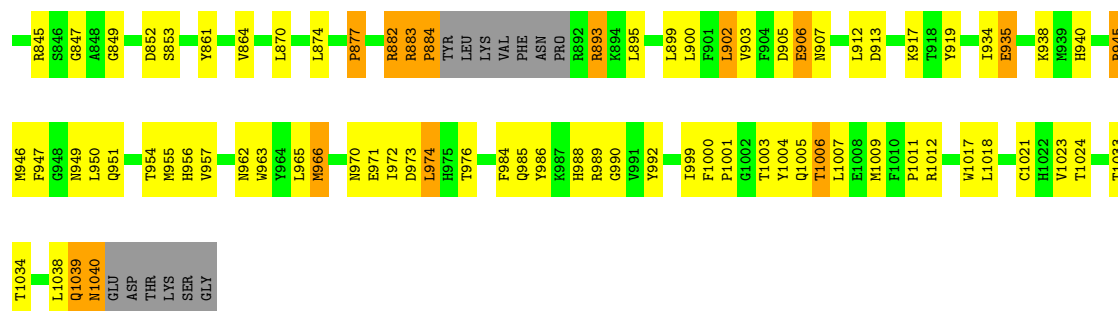 R845 S846 G847 A848 G849 D852 S853 Y861 V864 L870 L874 P877 R882 R883 P884 TYR LEU LYS VAL PHE ASN PRO R892 R893 K894 L895 L899 L900 F901 L902 V903 F904 D905 E906 N907 L912 D913 K917 T918 Y919 I934 E935 K938 M939 H940
M946 F947 G948 N949 L950 Q951 T954 M955 H956 V957 N962 W963 Y964 L965 M966 N970 E971 I972 D973 L974 H975 T976 F984 Q985 Y986 K987 H988 R989 G990 V991 Y992 I999 F1000 P1001 G1002 T1003 Y1004 Q1005 T1006 L1007 E1008 M1009 F1010 P1011 R1012 W1017 L1018 C1021 H1022 V1023 T1024
T1034 L1038 Q1039 N1040 GLU ASP THR LYS SER GLY